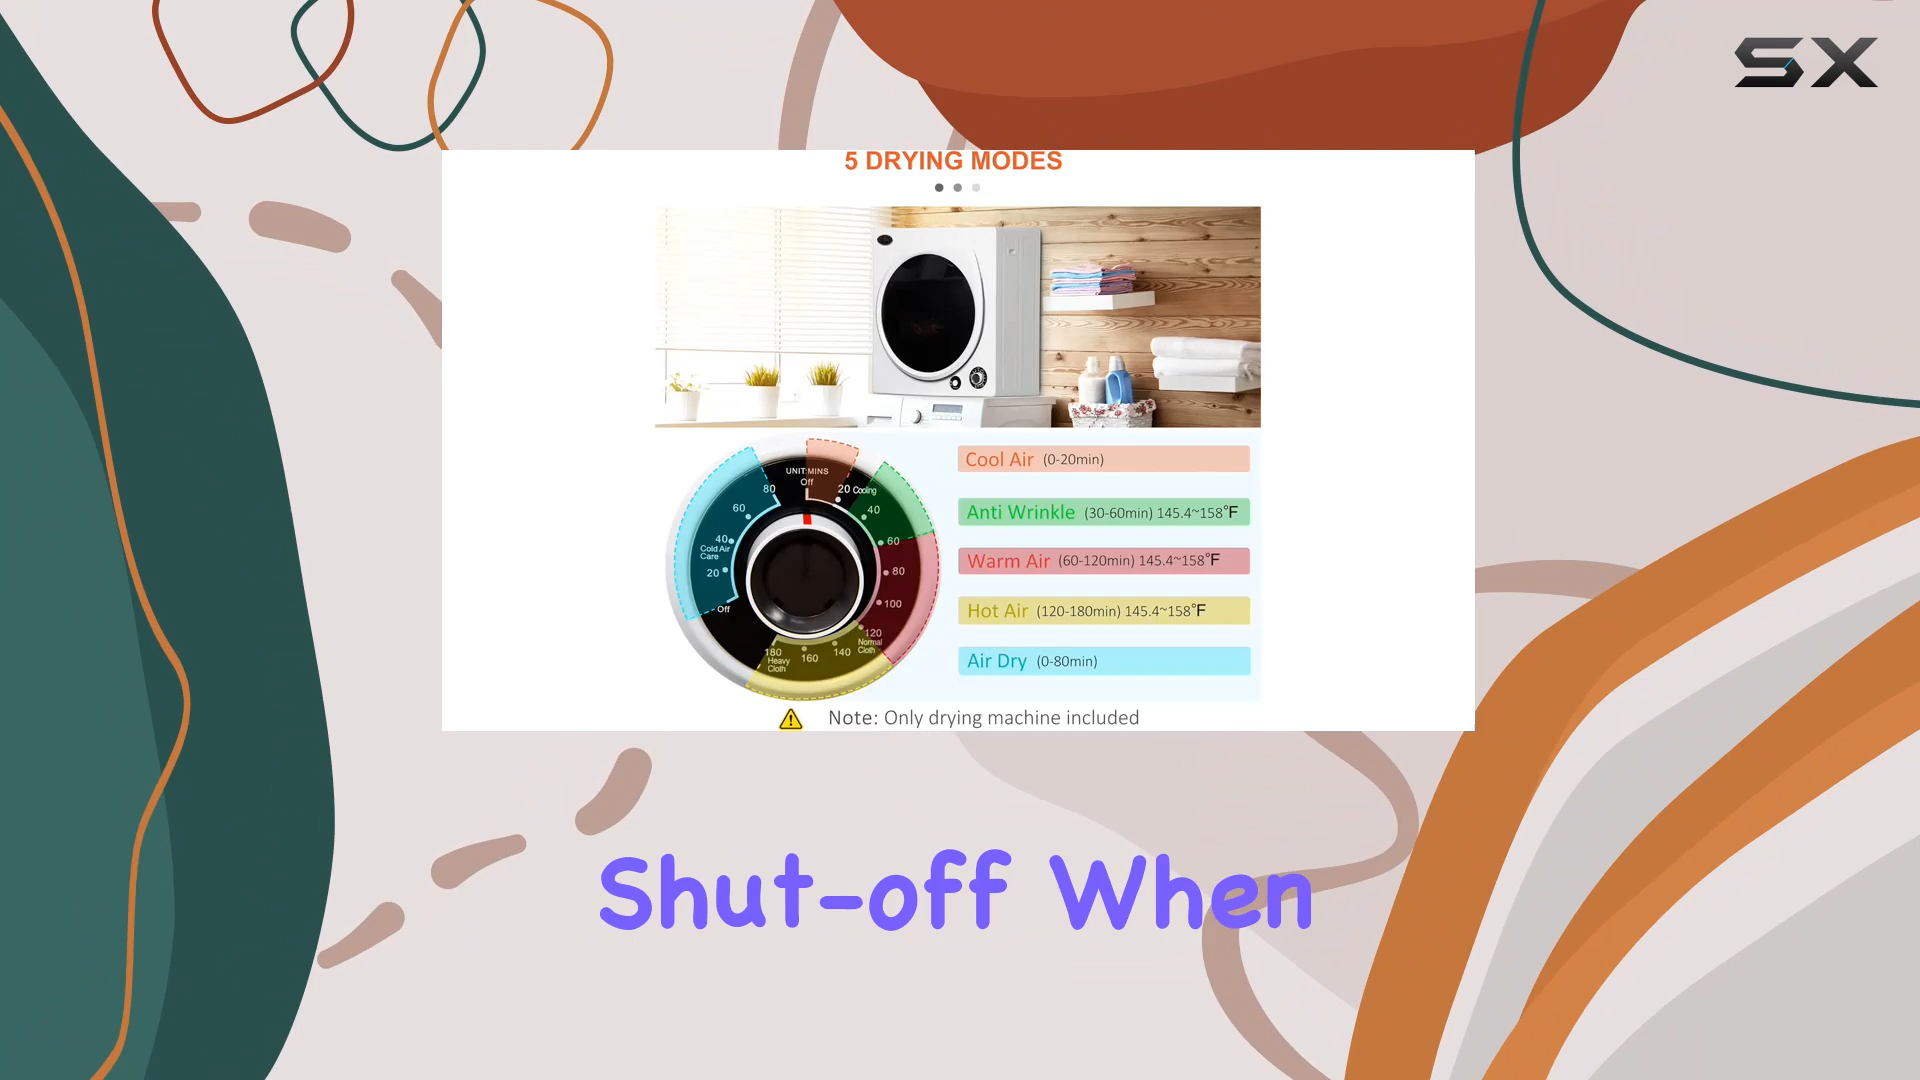 SX
5 DRYING MODES
UNIT:MINS
Off
20 Cooling
40
60
80
100
120
Normal
Cloth
140
160
180
Heavy
Cloth
80
60
40
Cold Air
Care
20
Off
Cool Air (0-20min)
Anti Wrinkle (30-60min) 145.4~158°F
Warm Air (60-120min) 145.4~158°F
Hot Air (120-180min) 145.4~158°F
Air Dry (0-80min)
Note: Only drying machine included
Shut-off When